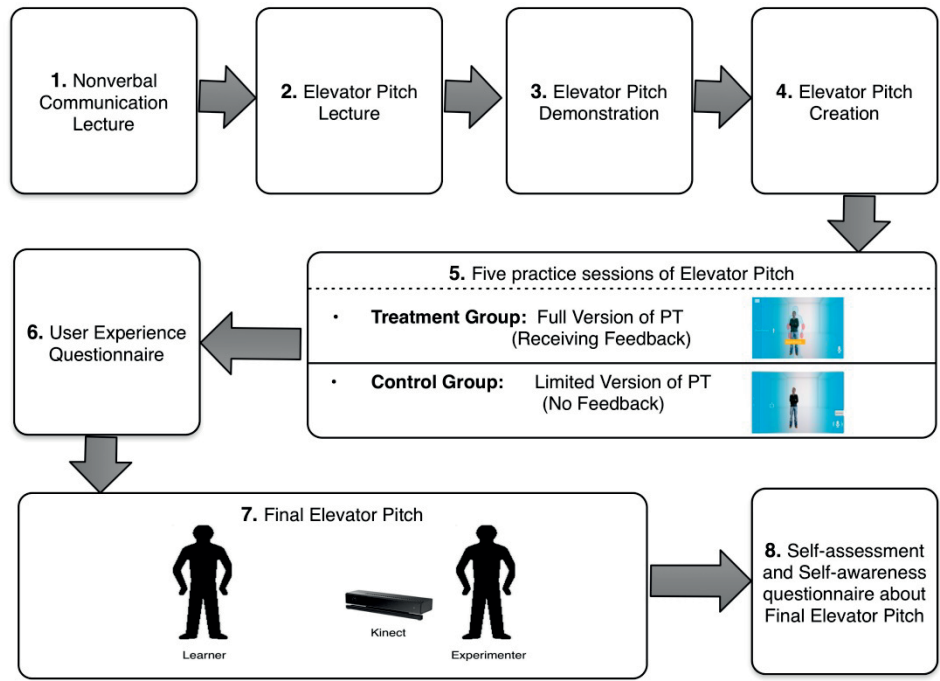 1. Nonverbal
Communication
Lecture
2. Elevator Pitch
Lecture
3. Elevator Pitch
Demonstration
4. Elevator Pitch
Creation
5. Five practice sessions of Elevator Pitch
• Treatment Group: Full Version of PT
(Receiving Feedback)
• Control Group: Limited Version of PT
(No Feedback)
6. User Experience
Questionnaire
7. Final Elevator Pitch
Learner
Kinect
Experimenter
8. Self-assessment
and Self-awareness
questionnaire about
Final Elevator Pitch